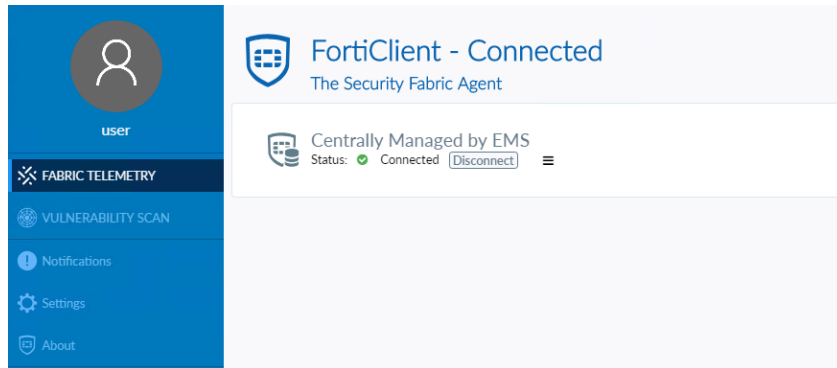 user
FABRIC TELEMETRY
VULNERABILITY SCAN
Notifications
Settings
About
FortiClient - Connected
The Security Fabric Agent
Centrally Managed by EMS
Status: Connected Disconnect